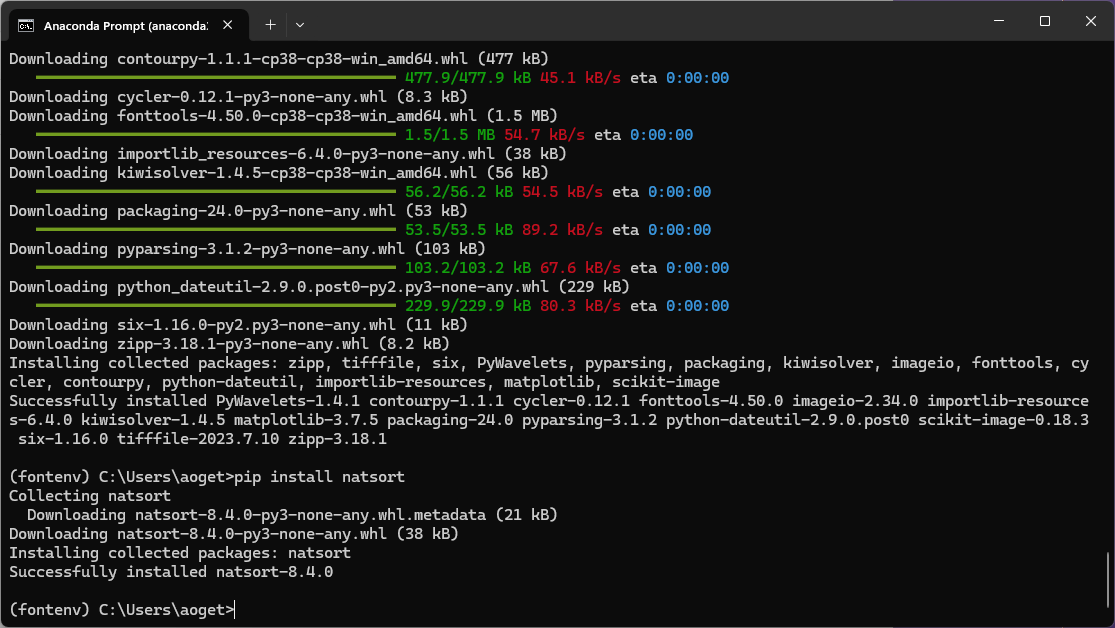 Anaconda Prompt (anaconda
Downloading contourpy-1.1.1-cp38-cp38-win_amd64.whl (477 kB)
477.9/477.9 kB 45.1 kB/s eta 0:00:00
Downloading cycler-0.12.1-py3-none-any.whl (8.3 kB)
Downloading fonttools-4.50.0-cp38-cp38-win_amd64.whl (1.5 MB)
1.5/1.5 MB 54.7 kB/s eta 0:00:00
Downloading importlib_resources-6.4.0-py3-none-any.whl (38 kB)
Downloading kiwisolver-1.4.5-cp38-cp38-win_amd64.whl (56 kB)
56.2/56.2 kB 54.5 kB/s eta 0:00:00
Downloading packaging-24.0-py3-none-any.whl (53 kB)
53.5/53.5 kB 89.2 kB/s eta 0:00:00
Downloading pyparsing-3.1.2-py3-none-any.whl (103 kB)
103.2/103.2 kB 67.6 kB/s eta 0:00:00
Downloading python_dateutil-2.9.0.post0-py2.py3-none-any.whl (229 kB)
229.9/229.9 kB 80.3 kB/s eta 0:00:00
Downloading six-1.16.0-py2.py3-none-any.whl (11 kB)
Downloading zipp-3.18.1-py3-none-any.whl (8.2 kB)
Installing collected packages: zipp, tifffile, six, PyWavelets, pyparsing, packaging, kiwisolver, imageio, fonttools, cy
cler, contourpy, python-dateutil, importlib-resources, matplotlib, scikit-image
Successfully installed PyWavelets-1.4.1 contourpy-1.1.1 cycler-0.12.1 fonttools-4.50.0 imageio-2.34.0 importlib-resource
s-6.4.0 kiwisolver-1.4.5 matplotlib-3.7.5 packaging-24.0 pyparsing-3.1.2 python-dateutil-2.9.0.post0 scikit-image-0.18.3
six-1.16.0 tifffile-2023.7.10 zipp-3.18.1
(fontenv) C:\Users\aoget>pip install natsort
Collecting natsort
Downloading natsort-8.4.0-py3-none-any.whl.metadata (21 kB)
Downloading natsort-8.4.0-py3-none-any.whl (38 kB)
Installing collected packages: natsort
Successfully installed natsort-8.4.0
(fontenv) C:\Users\aoget>